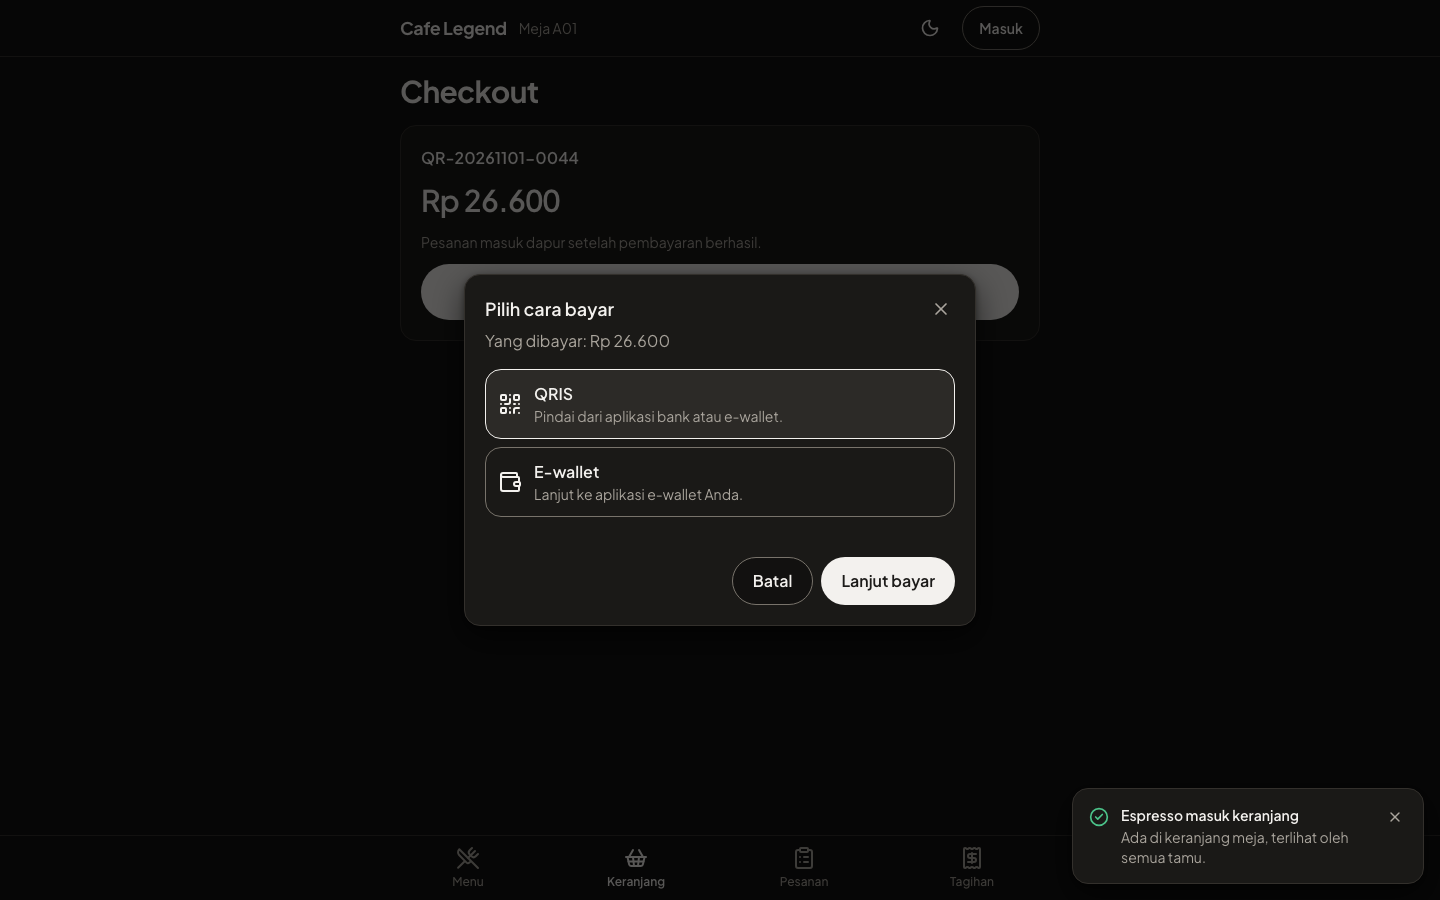 Cafe Legend Meja A01
Masuk
Checkout
QR-20261101-0044
Rp 26.600
Pesanan masuk dapur setelah pembayaran berhasil.
Pilih cara bayar
Yang dibayar: Rp 26.600
QRIS
Pindai dari aplikasi bank atau e-wallet.
E-wallet
Lanjut ke aplikasi e-wallet Anda.
Batal
Lanjut bayar
Espresso masuk keranjang
Ada di keranjang meja, terlihat oleh
semua tamu.
Menu
Keranjang
Pesanan
Tagihan